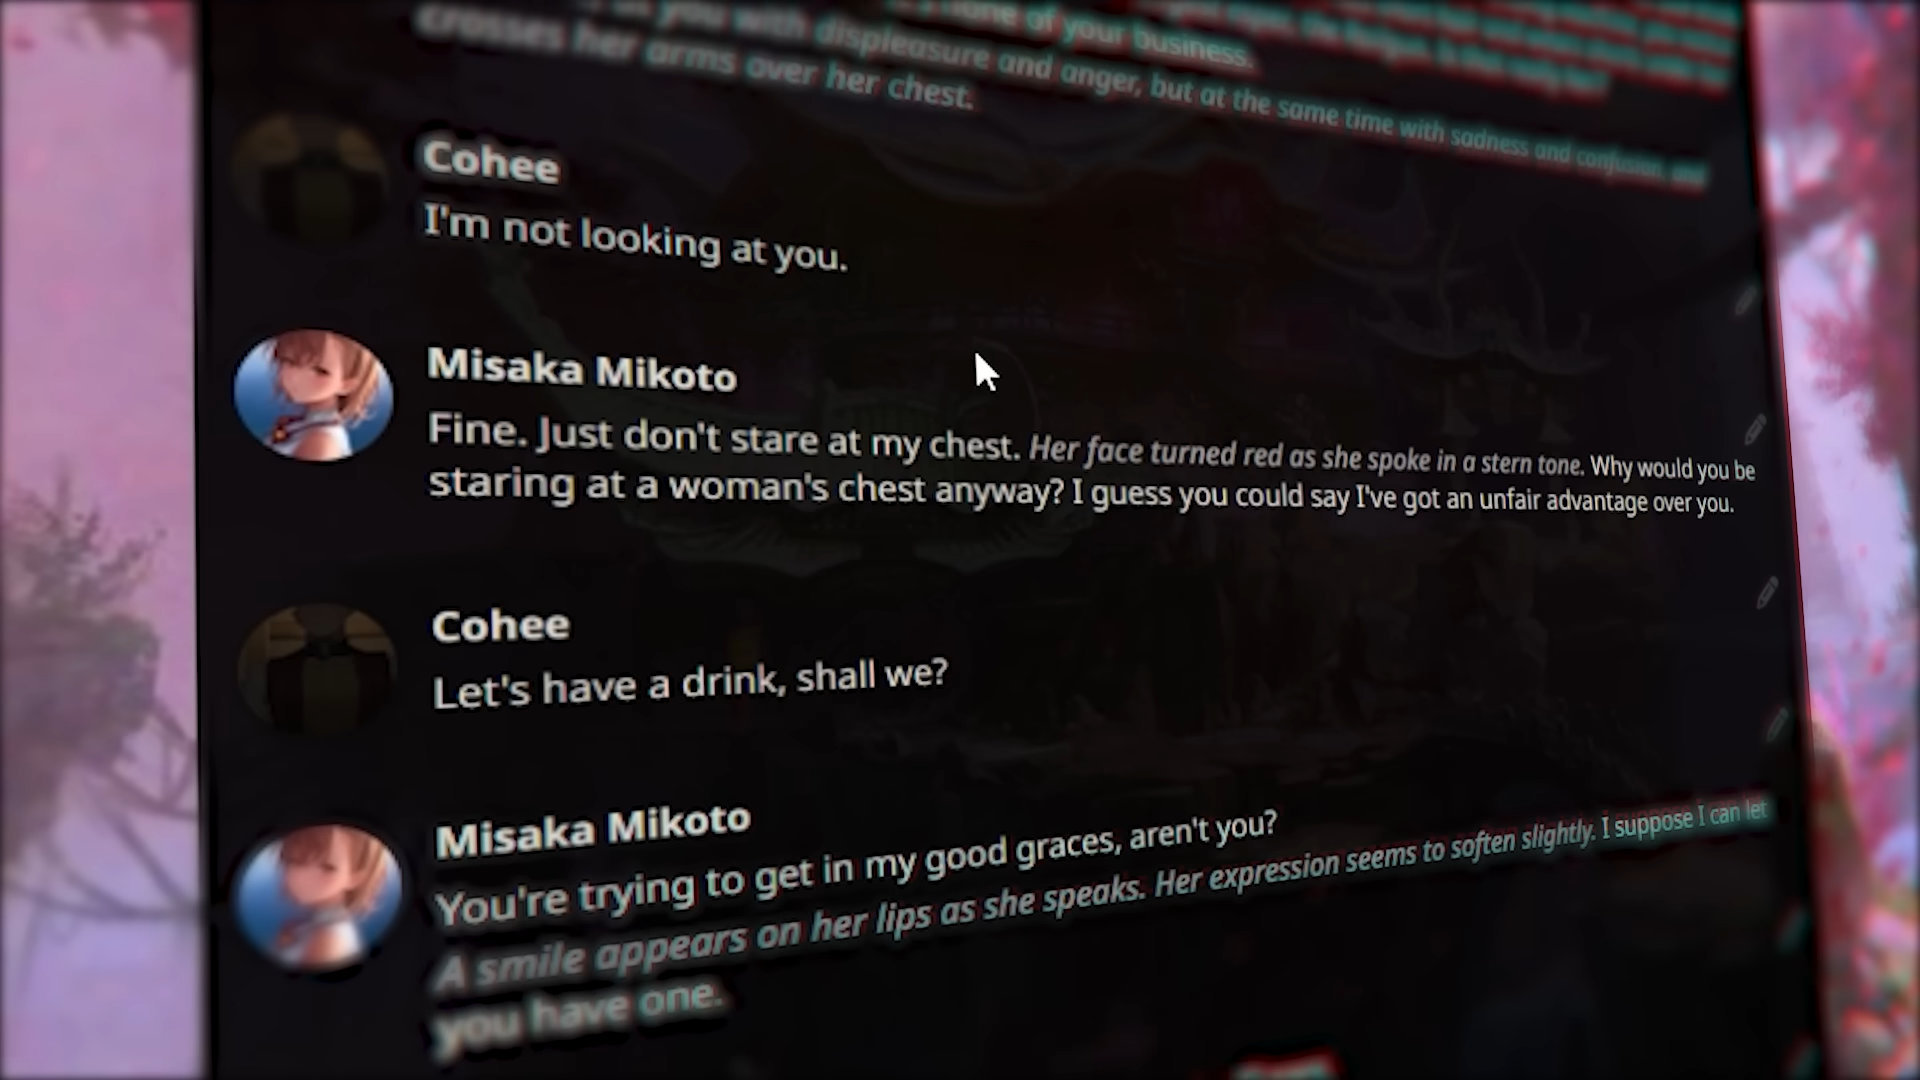 you with displeasure and anger, but at the same time with sadness and confusion, and
none of your business.
crosses her arms over her chest.
Cohee
I'm not looking at you.
Misaka Mikoto
Fine. Just don't stare at my chest. Her face turned red as she spoke in a stern tone. Why would you be
staring at a woman's chest anyway? I guess you could say I've got an unfair advantage over you.
Cohee
Let's have a drink, shall we?
Misaka Mikoto
You're trying to get in my good graces, aren't you?
A smile appears on her lips as she speaks. Her expression seems to soften slightly. I suppose I can let
you have one.